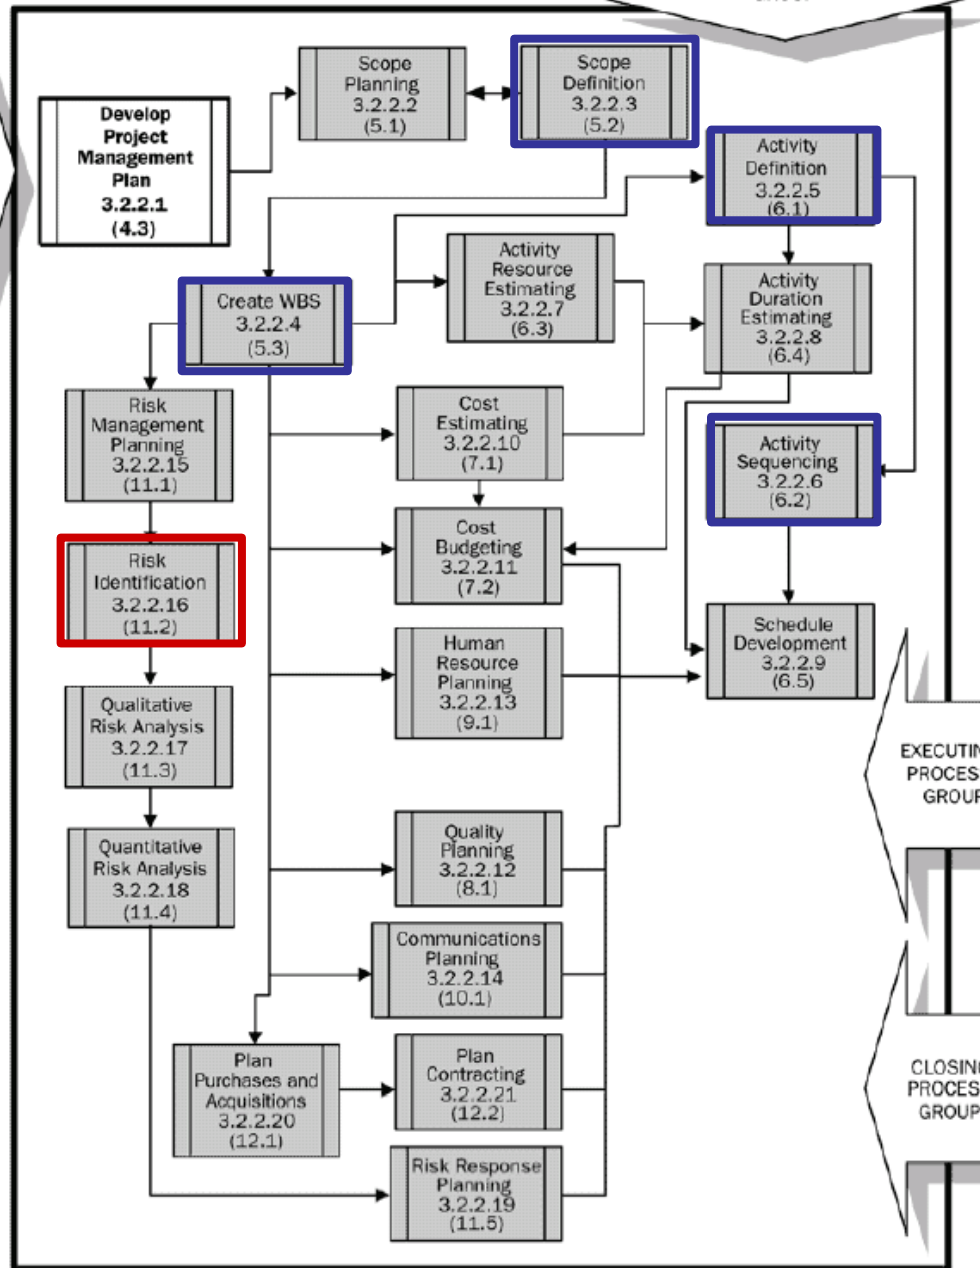 Scope
Planning
3.2.2.2
(5.1)
Scope
Definition
3.2.2.3
(5.2)
Develop
Project
Management
Plan
3.2.2.1
(4.3)
Activity
Definition
3.2.2.5
(6.1)
Activity
Resource
Estimating
3.2.2.7
(6.3)
Activity
Duration
Estimating
3.2.2.8
(6.4)
Create WBS
3.2.2.4
(5.3)
Risk
Management
Planning
3.2.2.15
(11.1)
Cost
Estimating
3.2.2.10
(7.1)
Activity
Sequencing
3.2.2.6
(6.2)
Risk
Identification
3.2.2.16
(11.2)
Cost
Budgeting
3.2.2.11
(7.2)
Human
Resource
Planning
3.2.2.13
(9.1)
Schedule
Development
3.2.2.9
(6.5)
Qualitative
Risk Analysis
3.2.2.17
(11.3)
EXECUTIN
PROCES
GROUP
Quantitative
Risk Analysis
3.2.2.18
(11.4)
Quality
Planning
3.2.2.12
(8.1)
Communications
Planning
3.2.2.14
(10.1)
Plan
Purchases and
Acquisitions
3.2.2.20
(12.1)
Plan
Contracting
3.2.2.21
(12.2)
CLOSING
PROCES
GROUP
Risk Response
Planning
3.2.2.19
(11.5)